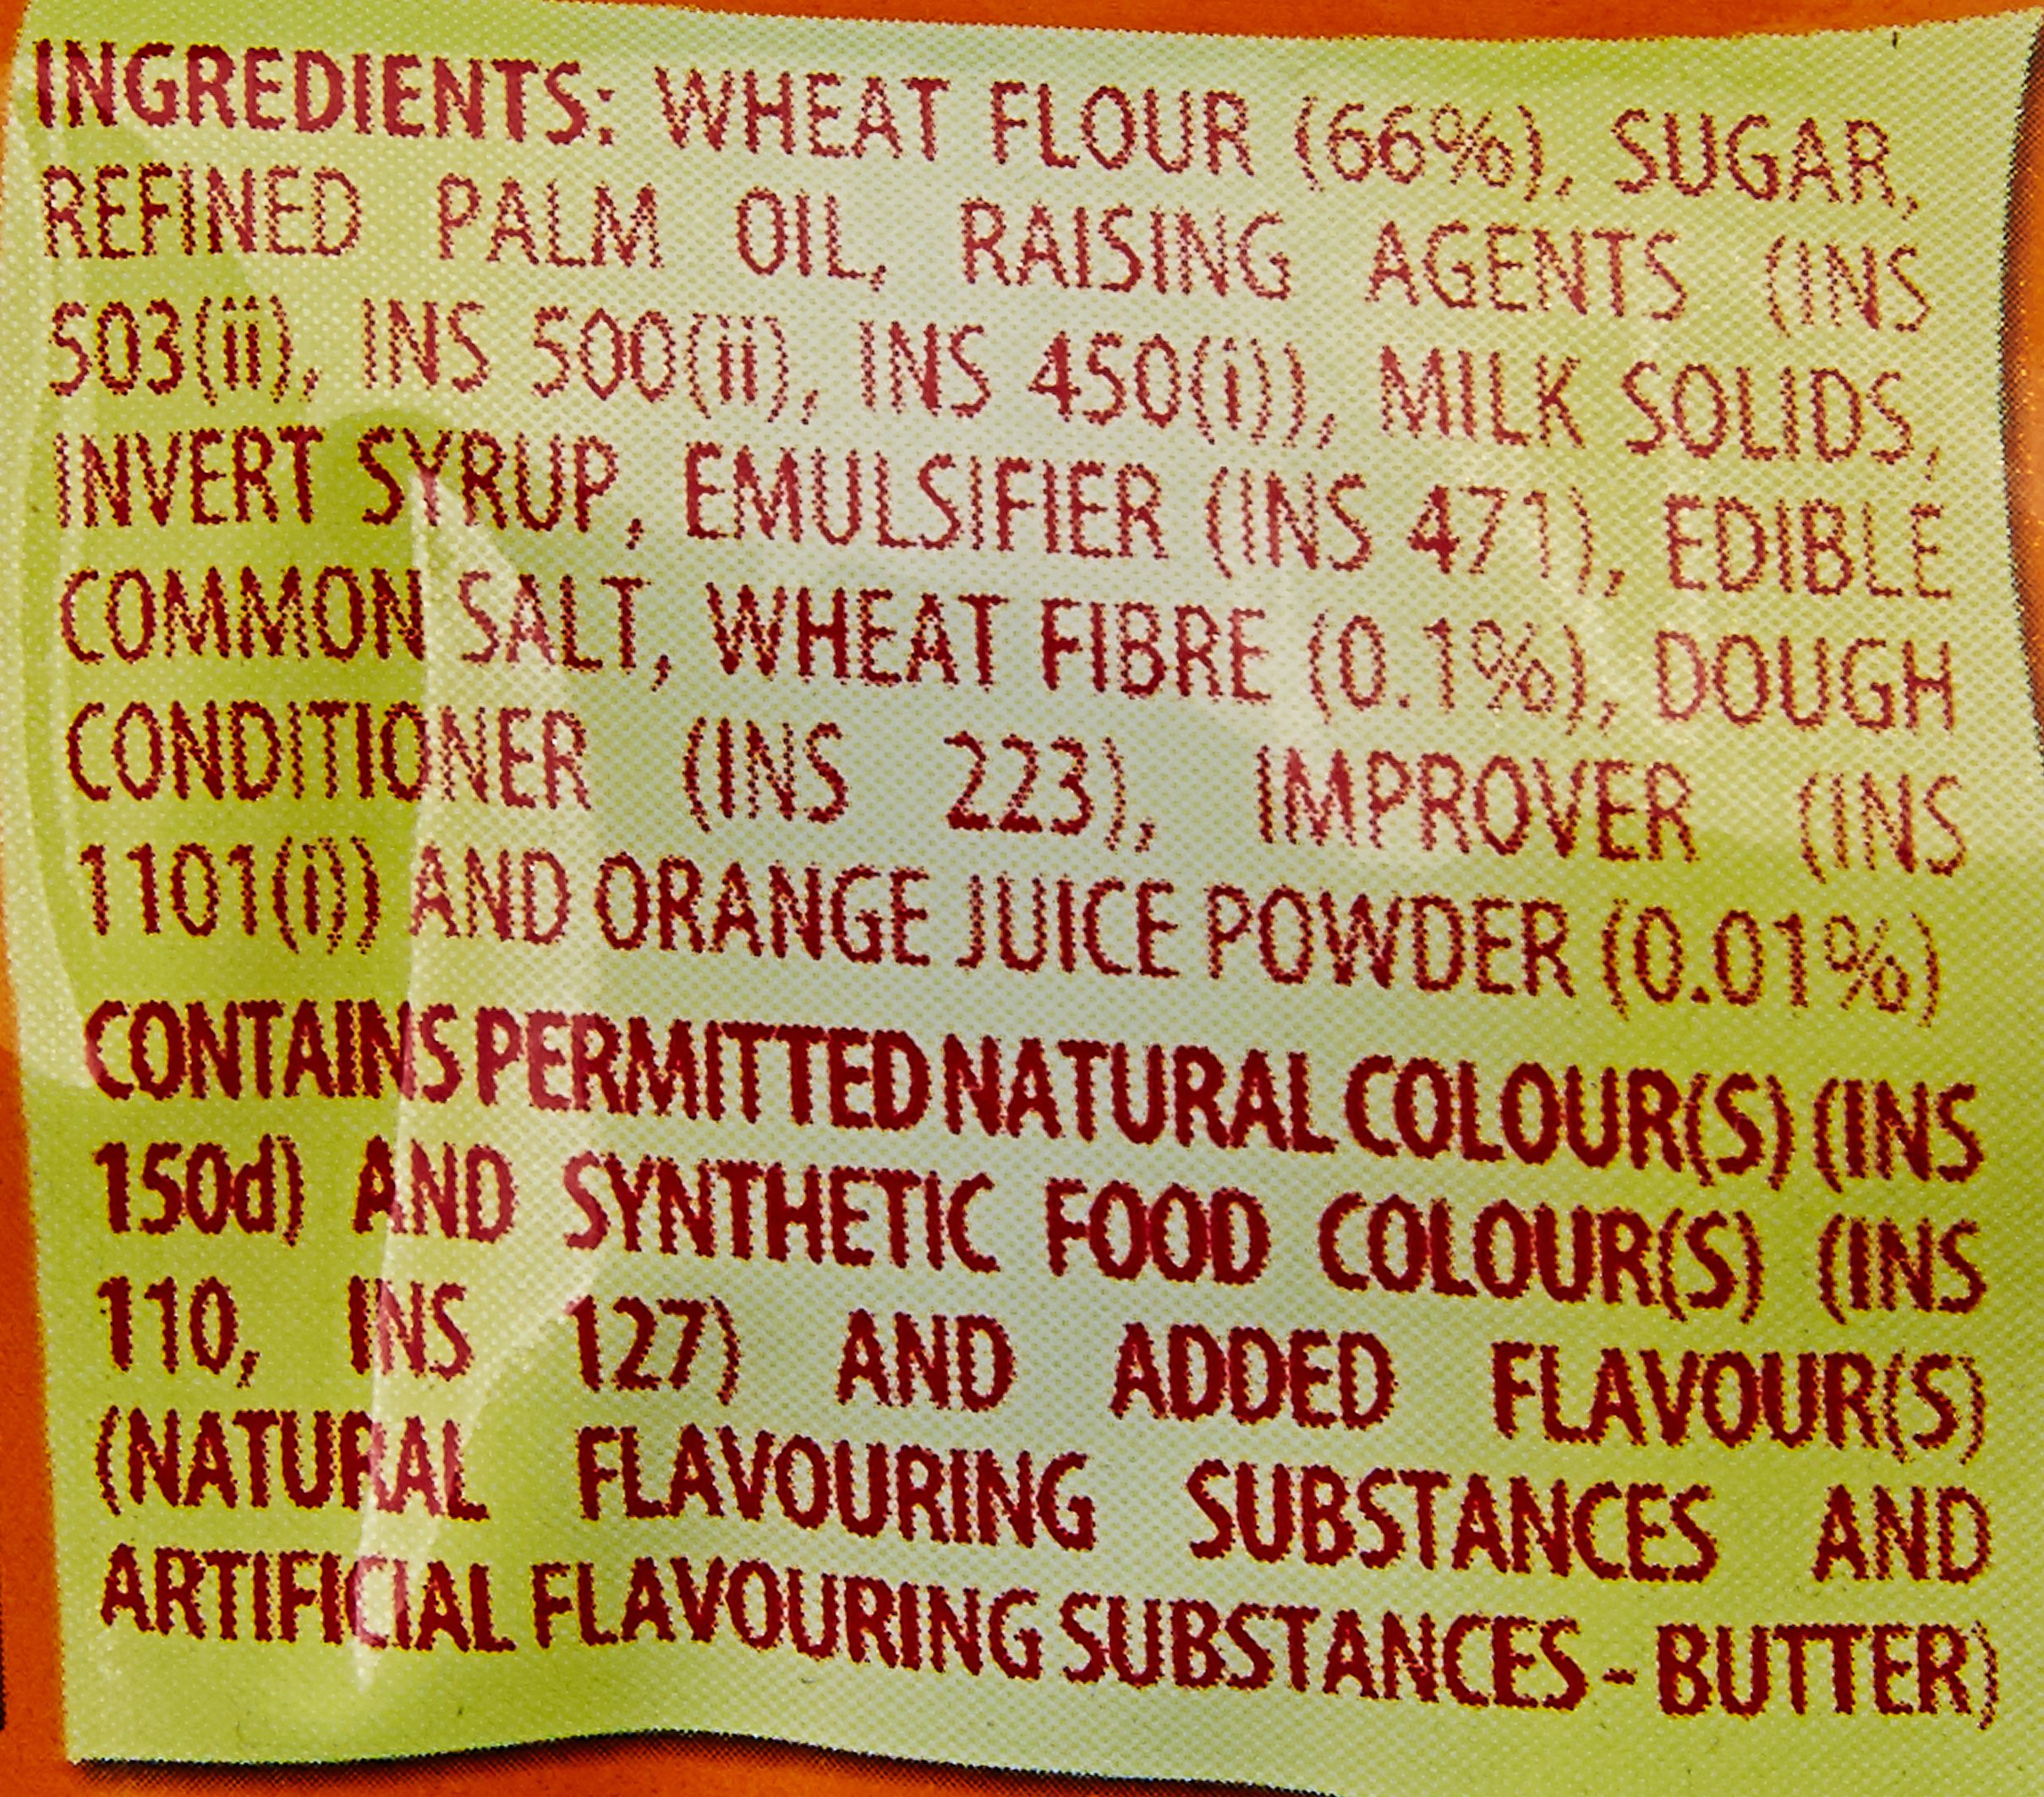 INGREDIENTS: WHEAT FLOUR (66%), SUGAR,
REFINED PALM OIL, RAISING AGENTS (INS
503(ii), INS 500(ii), INS 450(i)), MILK SOLIDS,
INVERT SYRUP, EMULSIFIER (INS 471), EDIBLE
COMMON SALT, WHEAT FIBRE (0.1%), DOUGH
CONDITIONER (INS 223), IMPROVER (INS
1101(i)) AND ORANGE JUICE POWDER (0.01%)
CONTAINS PERMITTED NATURAL COLOUR(S) (INS
150d) AND SYNTHETIC FOOD COLOUR(S) (INS
110, INS 127) AND ADDED FLAVOUR(S)
(NATURAL FLAVOURING SUBSTANCES AND
ARTIFICIAL FLAVOURING SUBSTANCES - BUTTER)